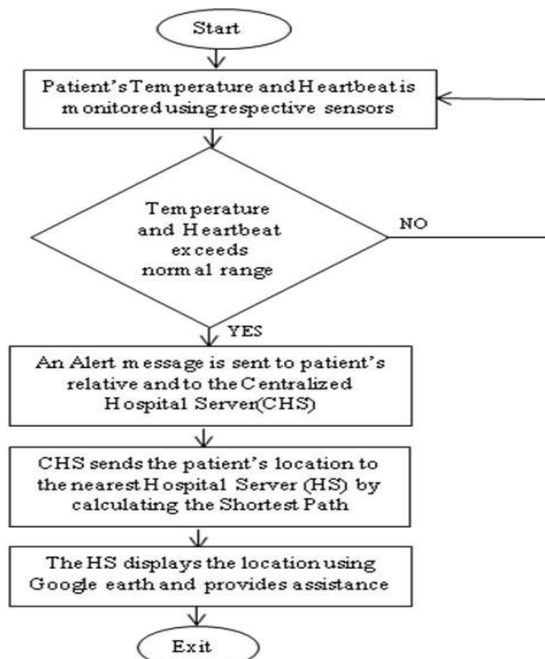 Start
Patient's Temperature and Heartbeat is
monitored using respective sensors
Temperature
and Heartbeat
exceeds
normal range
NO
YES
An Alert message is sent to patient's
relative and to the Centralized
Hospital Server(CHS)
CHS sends the patient's location to
the nearest Hospital Server (HS) by
calculating the Shortest Path
The HS displays the location using
Google earth and provides assistance
Exit